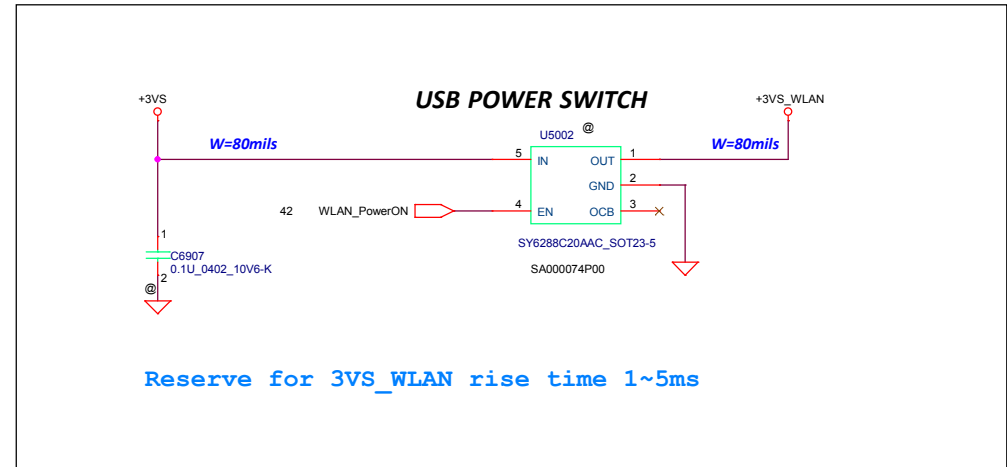 +3VS
USB POWER SWITCH
+3VS_WLAN
U5002 @
W=80mils
W=80mils
5 IN OUT 1
GND 2
42 WLAN_PowerON 4 EN OCB 3
SY6288C20AAC_SOT23-5
SA000074P00
1
C6907
0.1U_0402_10V6-K
2
@
Reserve for 3VS_WLAN rise time 1~5ms